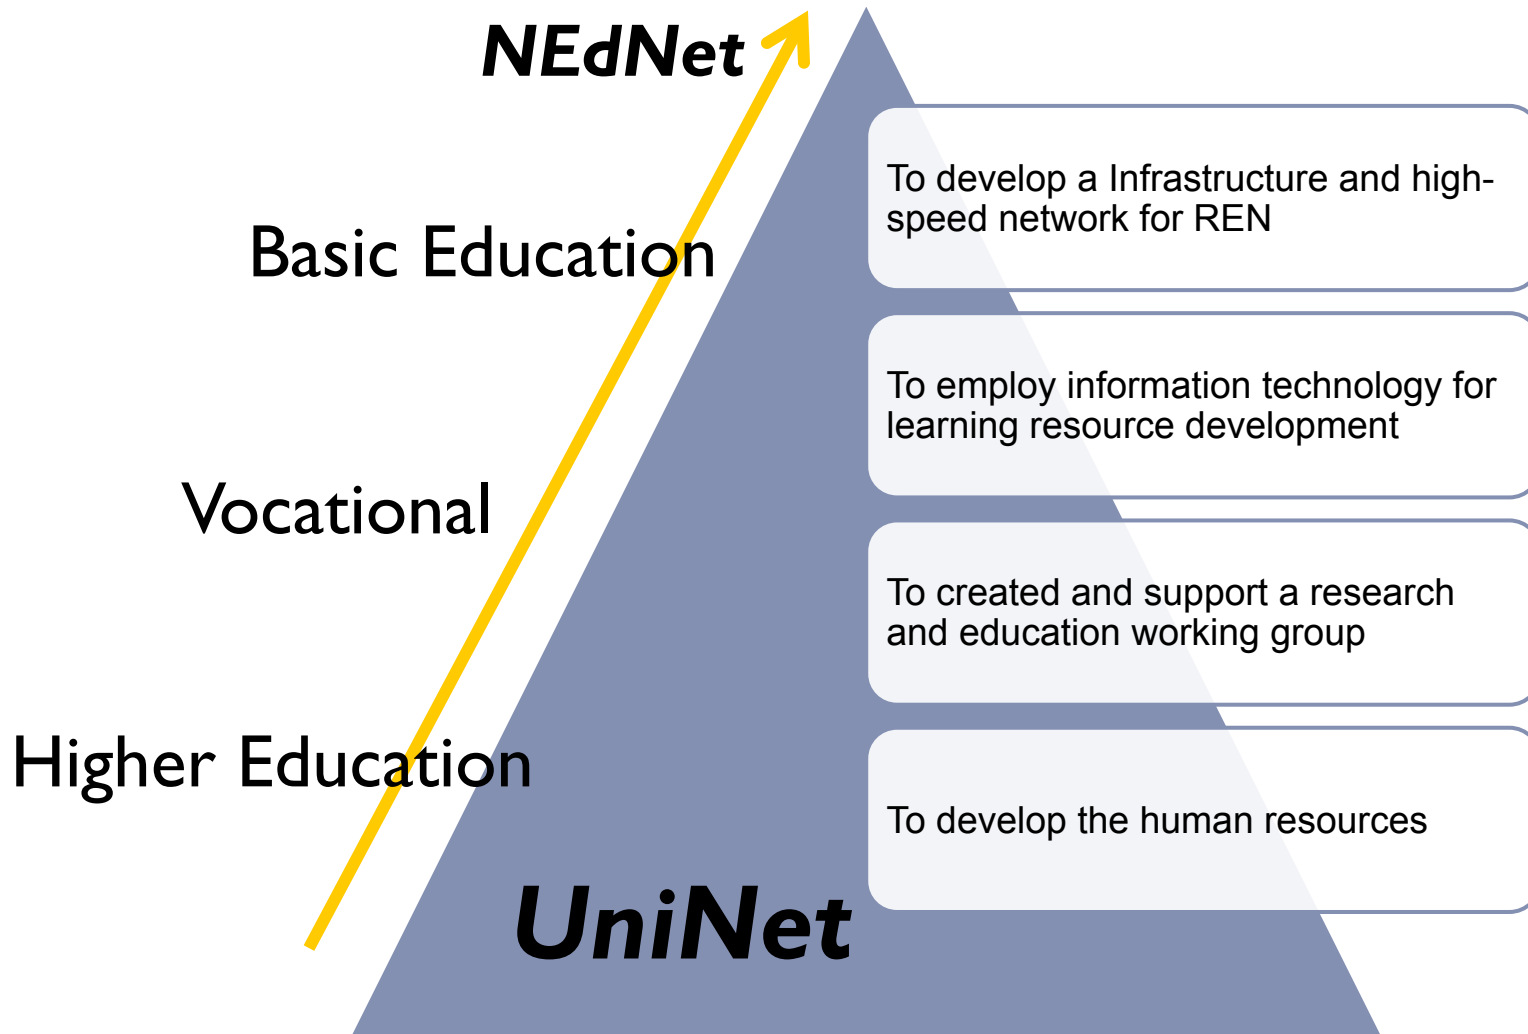 NEdNet
Basic Education
Vocational
Higher Education
UniNet
To develop a Infrastructure and high-
speed network for REN
To employ information technology for
learning resource development
To created and support a research
and education working group
To develop the human resources